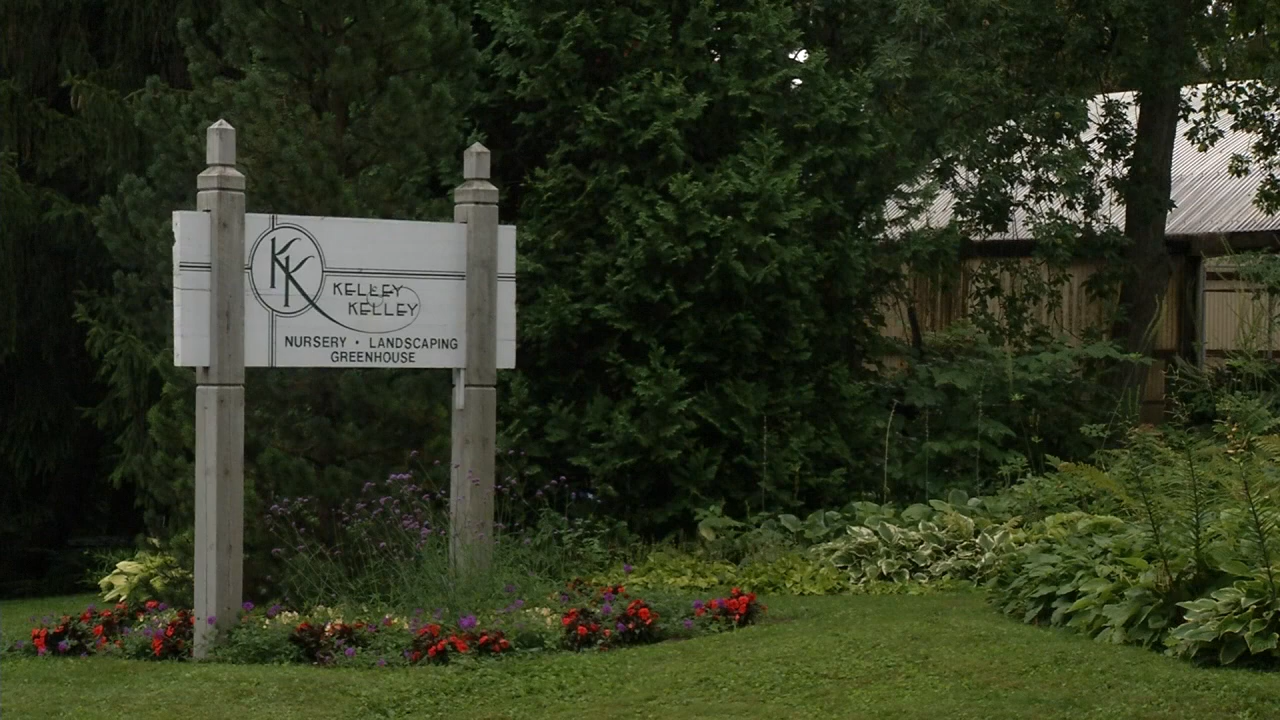 KK
KELLEY
KELLEY
NURSERY • LANDSCAPING
GREENHOUSE